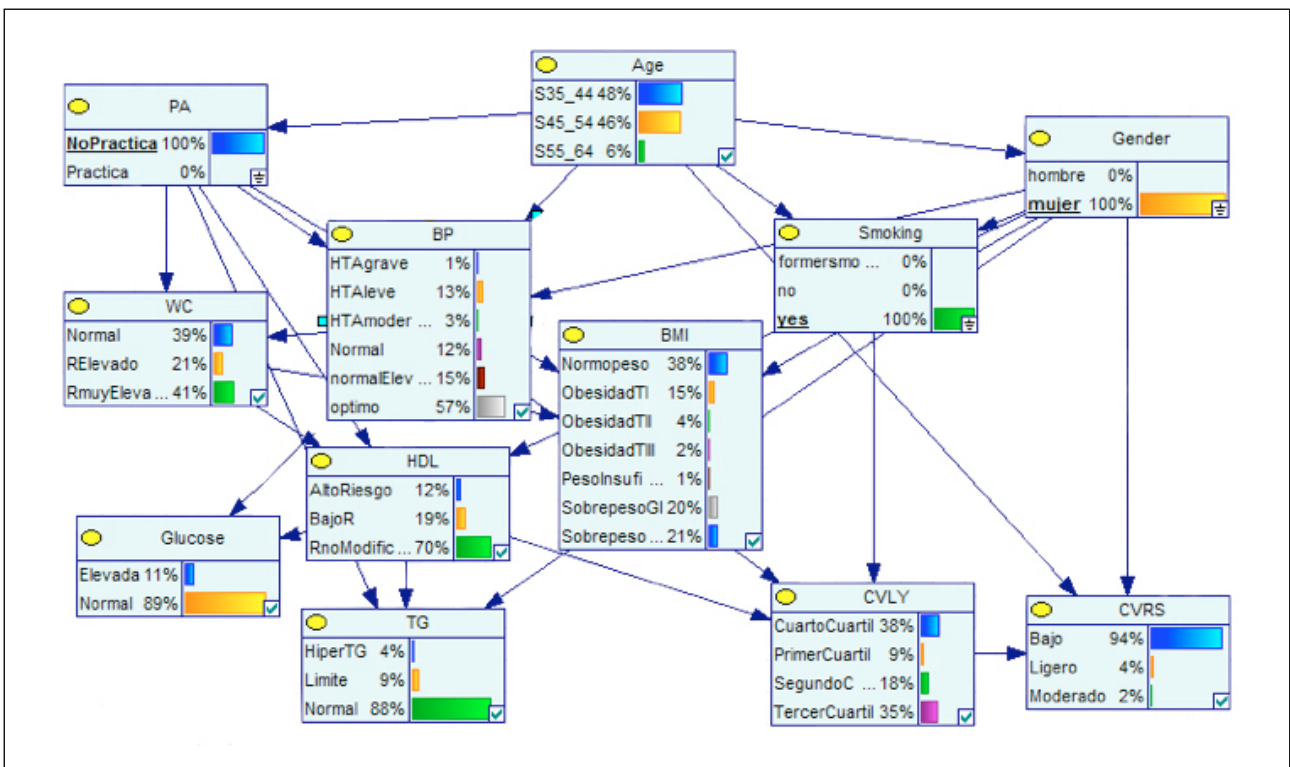 Age
S35_44 48%
S45_54 46%
S55_64 6%
PA
NoPractica 100%
Practica 0%
Gender
hombre 0%
mujer 100%
BP
HTAgrave 1%
HTAleve 13%
HTAmoder ... 3%
Normal 12%
normalElev ... 15%
optimo 57%
Smoking
formersmo ... 0%
no 0%
yes 100%
WC
Normal 39%
RElevado 21%
RmuyEleva ... 41%
BMI
Normopeso 38%
ObesidadTI 15%
ObesidadTII 4%
ObesidadTIII 2%
PesoInsufi ... 1%
SobrepesoGI 20%
Sobrepeso ... 21%
HDL
AltoRiesgo 12%
BajoR 19%
RnoModific ... 70%
Glucose
Elevada 11%
Normal 89%
TG
HiperTG 4%
Limite 9%
Normal 88%
CVLY
CuartoCuartil 38%
PrimerCuartil 9%
SegundoC ... 18%
TercerCuartil 35%
CVRS
Bajo 94%
Ligero 4%
Moderado 2%